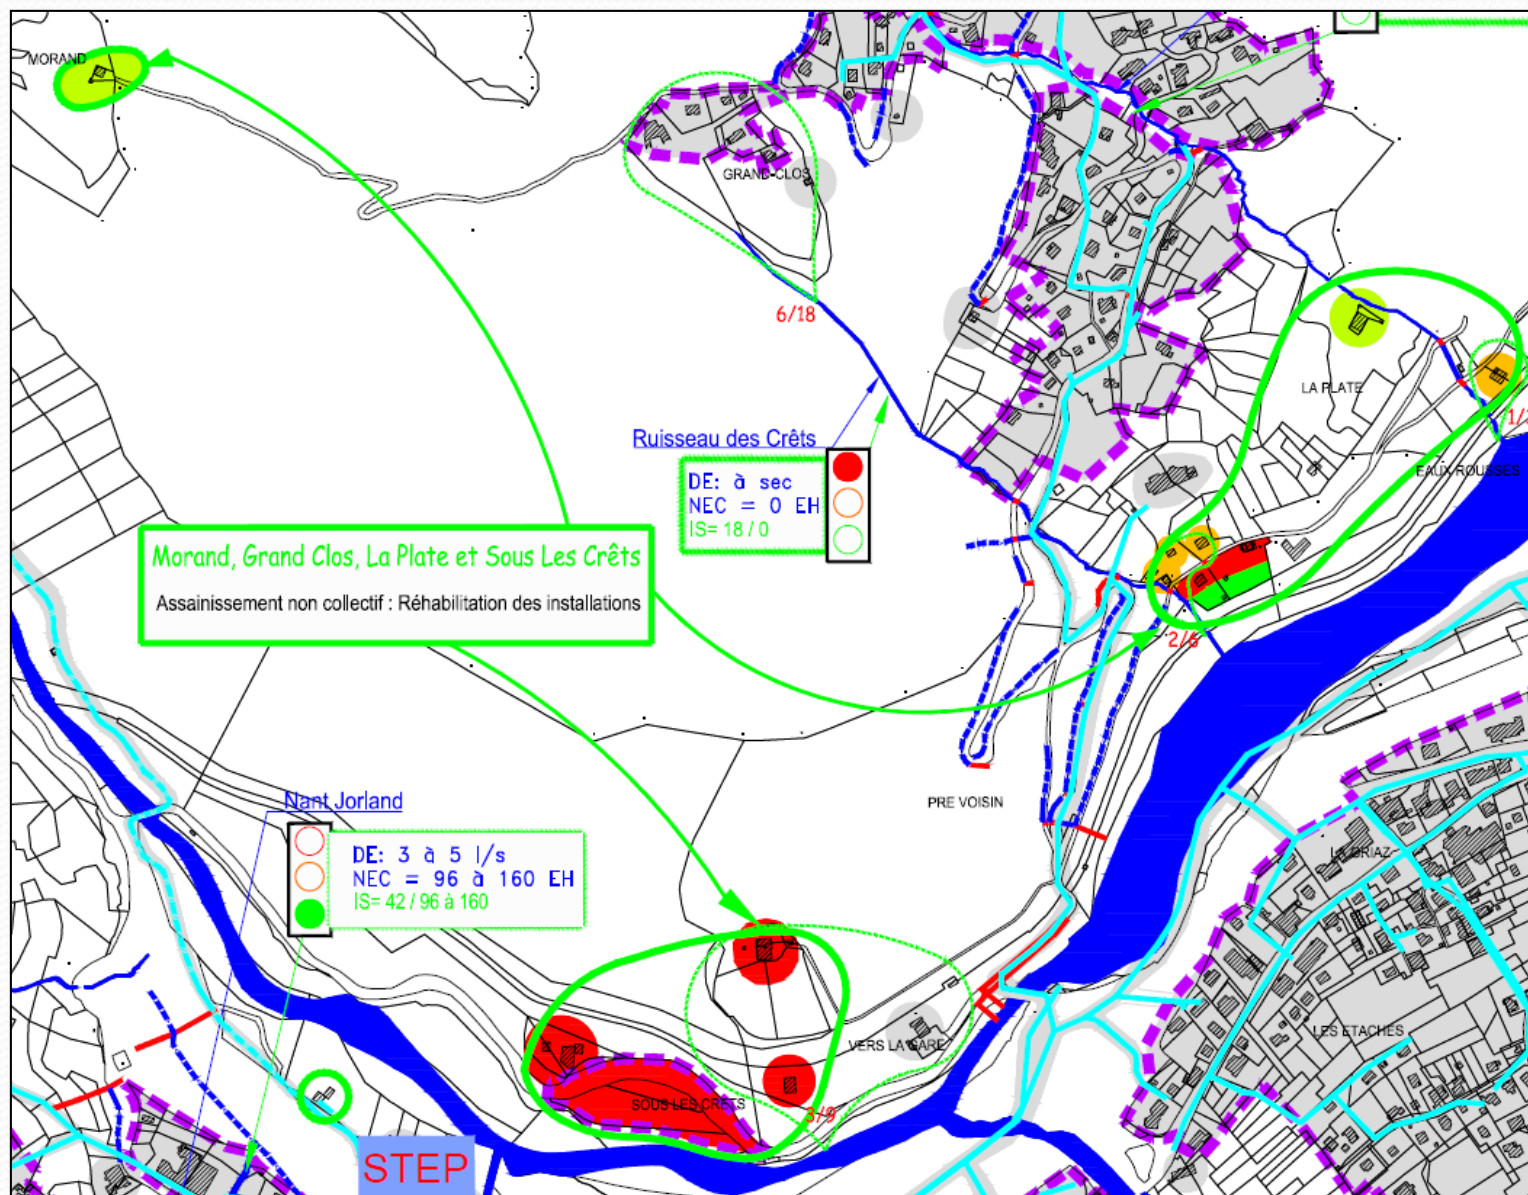 MORAND
GRAND-CLOS
6/18
LA PLATE
EAUX ROUSSES
Ruisseau des Crêts
DE: à sec
NEC = 0 EH
IS= 18 / 0
Morand, Grand Clos, La Plate et Sous Les Crêts
Assainissement non collectif : Réhabilitation des installations
2/6
PRE VOISIN
Nant Jorland
DE: 3 à 5 l/s
NEC = 96 à 160 EH
IS= 42 / 96 à 160
LA GRIAZ
LES ETACHES
VERS LA GARE
SOUS LES CRETS
3/9
STEP